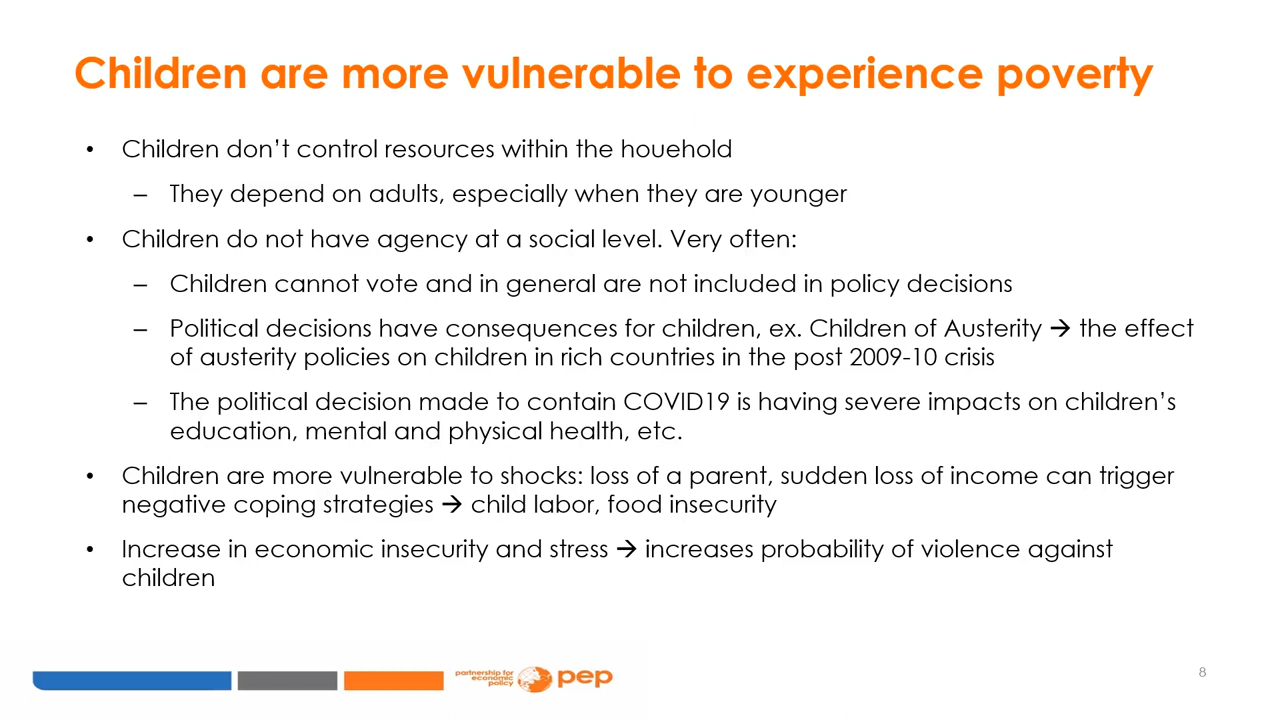 Children are more vulnerable to experience poverty
• Children don't control resources within the houehold
– They depend on adults, especially when they are younger
• Children do not have agency at a social level. Very often:
– Children cannot vote and in general are not included in policy decisions
– Political decisions have consequences for children, ex. Children of Austerity → the effect
of austerity policies on children in rich countries in the post 2009-10 crisis
– The political decision made to contain COVID19 is having severe impacts on children's
education, mental and physical health, etc.
• Children are more vulnerable to shocks: loss of a parent, sudden loss of income can trigger
negative coping strategies → child labor, food insecurity
• Increase in economic insecurity and stress → increases probability of violence against
children
partnership for
economic
policy
pep
8